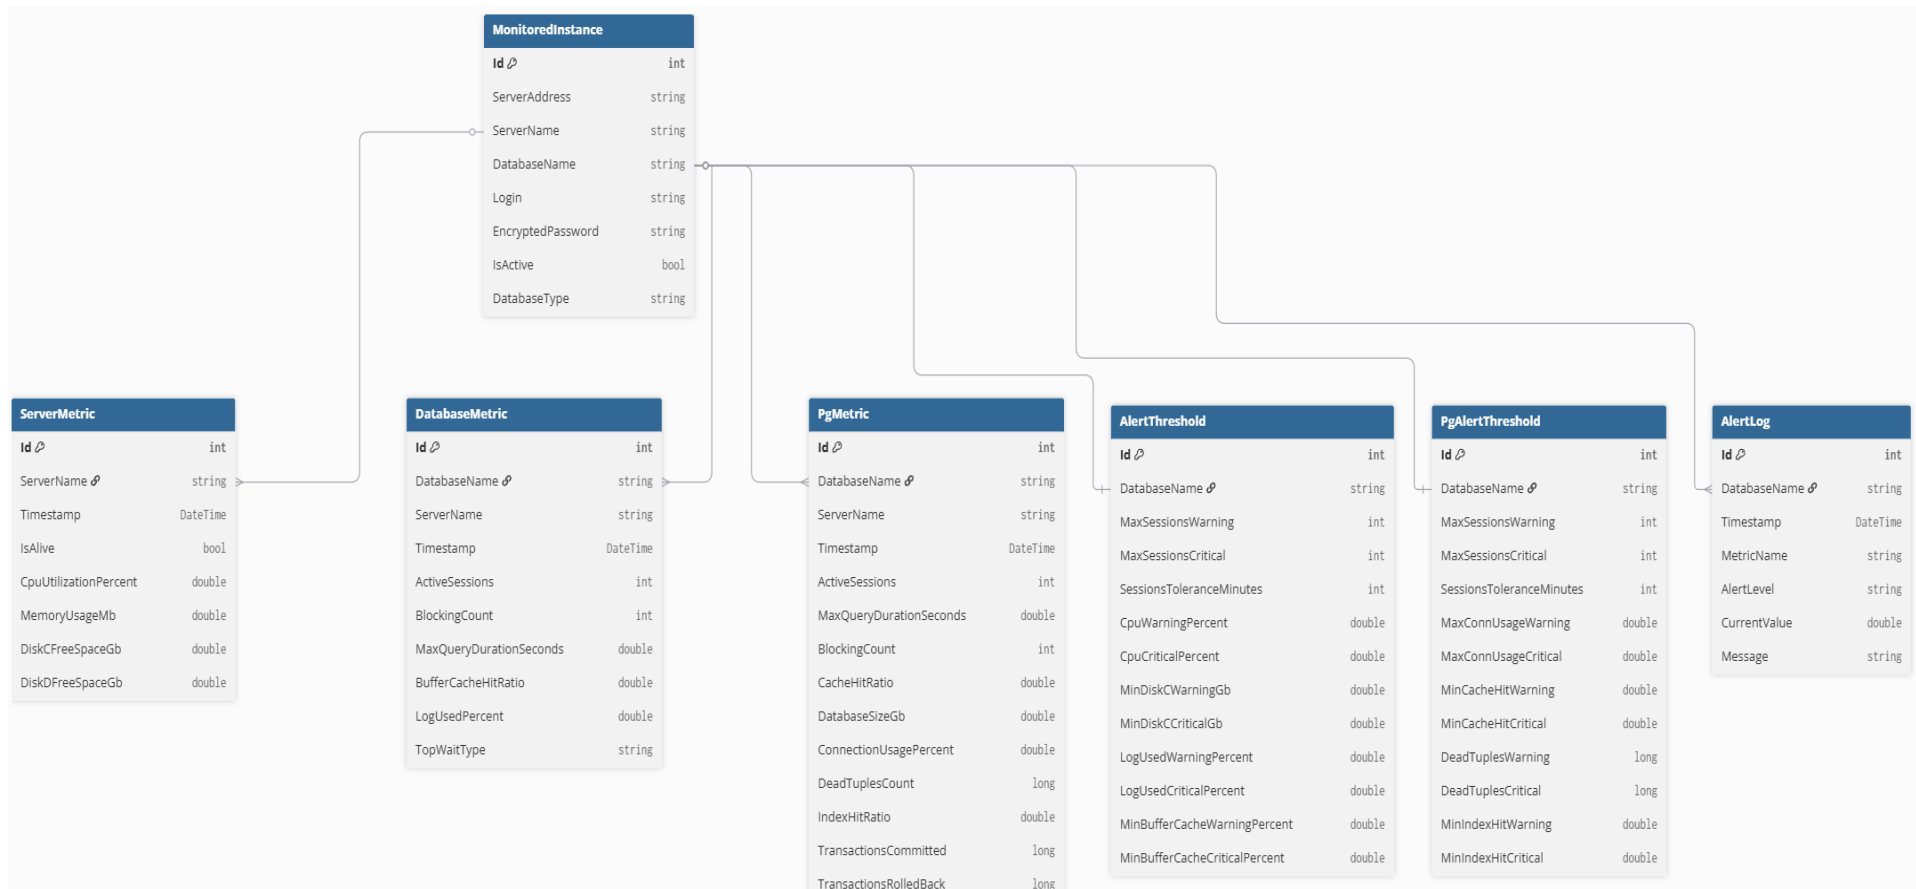 MonitoredInstance
Id int
ServerAddress string
ServerName string
DatabaseName string
Login string
EncryptedPassword string
IsActive bool
DatabaseType string
ServerMetric
Id int
ServerName string
Timestamp DateTime
IsAlive bool
CpuUtilizationPercent double
MemoryUsageMb double
DiskCFreeSpaceGb double
DiskDFreeSpaceGb double
DatabaseMetric
Id int
DatabaseName string
ServerName string
Timestamp DateTime
ActiveSessions int
BlockingCount int
MaxQueryDurationSeconds double
BufferCacheHitRatio double
LogUsedPercent double
TopWaitType string
PgMetric
Id int
DatabaseName string
ServerName string
Timestamp DateTime
ActiveSessions int
MaxQueryDurationSeconds double
BlockingCount int
CacheHitRatio double
DatabaseSizeGb double
ConnectionUsagePercent double
DeadTuplesCount long
IndexHitRatio double
TransactionsCommitted long
TransactionsRolledBack long
AlertThreshold
Id int
DatabaseName string
MaxSessionsWarning int
MaxSessionsCritical int
SessionsToleranceMinutes int
CpuWarningPercent double
CpuCriticalPercent double
MinDiskCWarningGb double
MinDiskCCriticalGb double
LogUsedWarningPercent double
LogUsedCriticalPercent double
MinBufferCacheWarningPercent double
MinBufferCacheCriticalPercent double
PgAlertThreshold
Id int
DatabaseName string
MaxSessionsWarning int
MaxSessionsCritical int
SessionsToleranceMinutes int
MaxConnUsageWarning double
MaxConnUsageCritical double
MinCacheHitWarning double
MinCacheHitCritical double
DeadTuplesWarning long
DeadTuplesCritical long
MinIndexHitWarning double
MinIndexHitCritical double
AlertLog
Id int
DatabaseName string
Timestamp DateTime
MetricName string
AlertLevel string
CurrentValue double
Message string